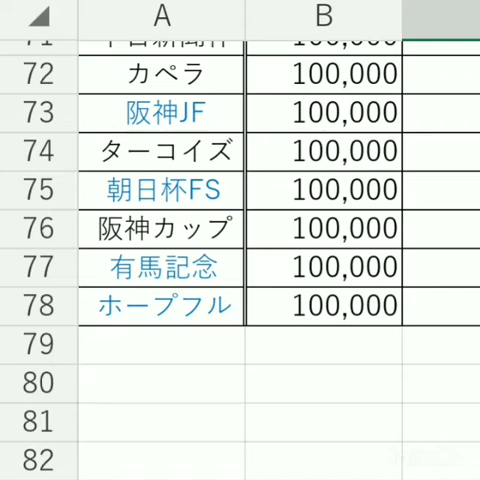 A B
72 カペラ 100,000
73 阪神JF 100,000
74 ターコイズ 100,000
75 朝日杯FS 100,000
76 阪神カップ 100,000
77 有馬記念 100,000
78 ホープフル 100,000
79
80
81
82